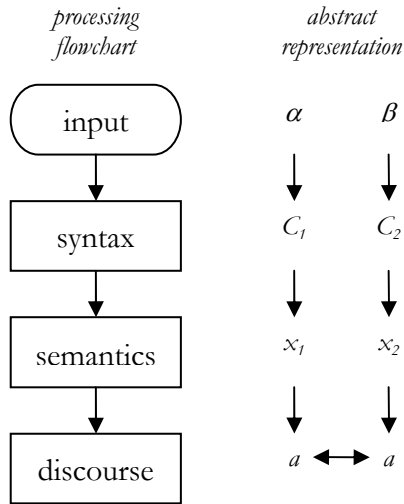 processing
flowchart
abstract
representation
input
α β
syntax
C₁ C₂
semantics
x₁ x₂
discourse
a a